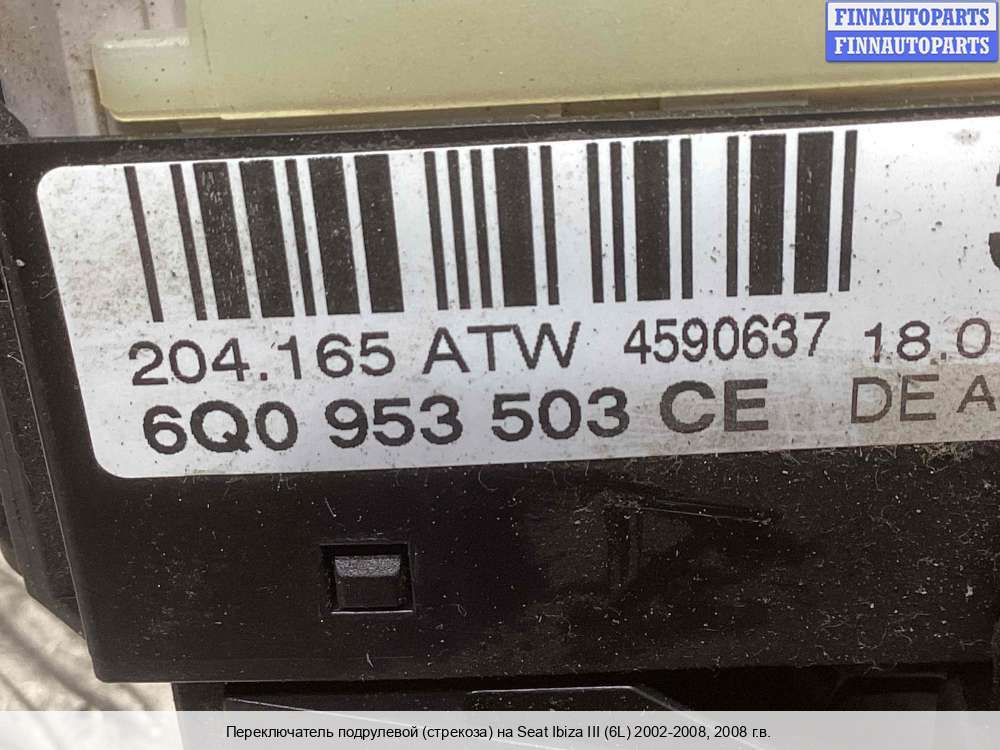 FINNAUTOPARTS
FINNAUTOPARTS
204.165 ATW 4590637 18.0
6Q0 953 503 CE DE A
Переключатель подрулевой (стрекоза) на Seat Ibiza III (6L) 2002-2008, 2008 г.в.